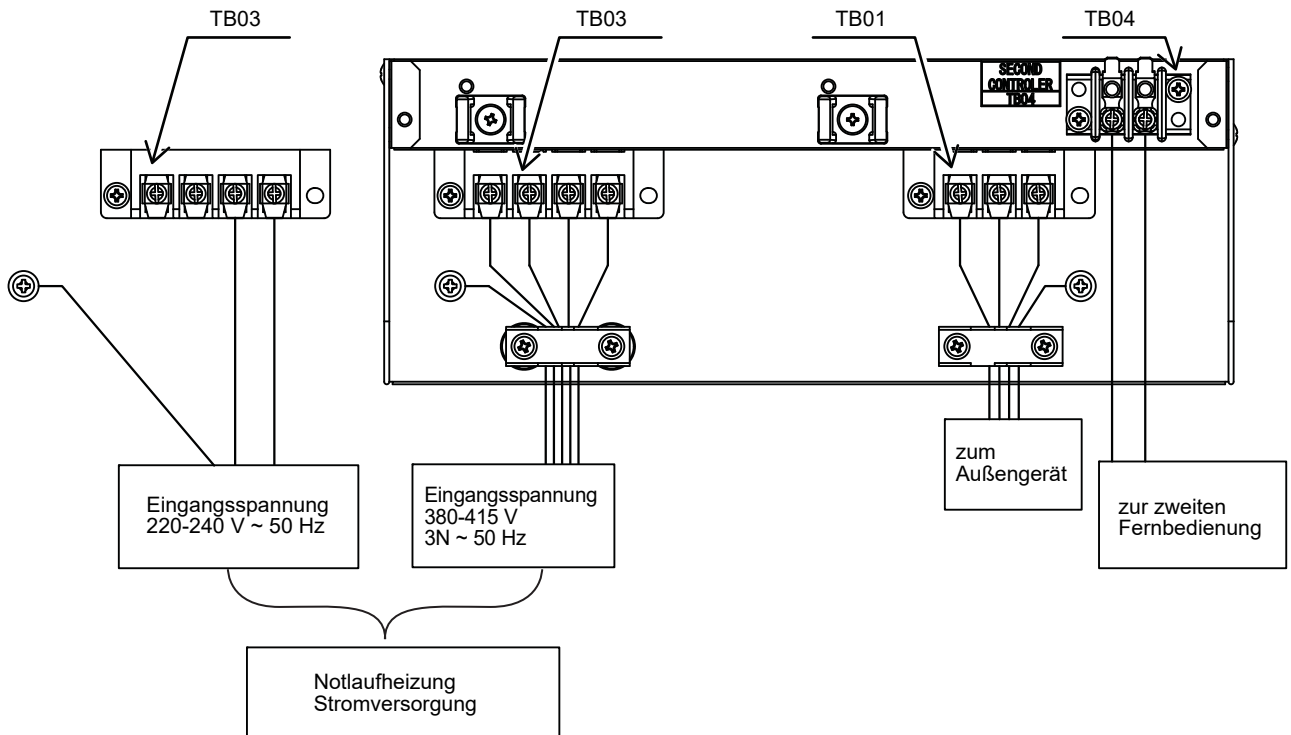 TB03
TB03
TB01
TB04
SECOND
CONTROLER
TB04
Eingangsspannung
220-240 V ~ 50 Hz
Eingangsspannung
380-415 V
3N ~ 50 Hz
zum
Außengerät
zur zweiten
Fernbedienung
Notlaufheizung
Stromversorgung